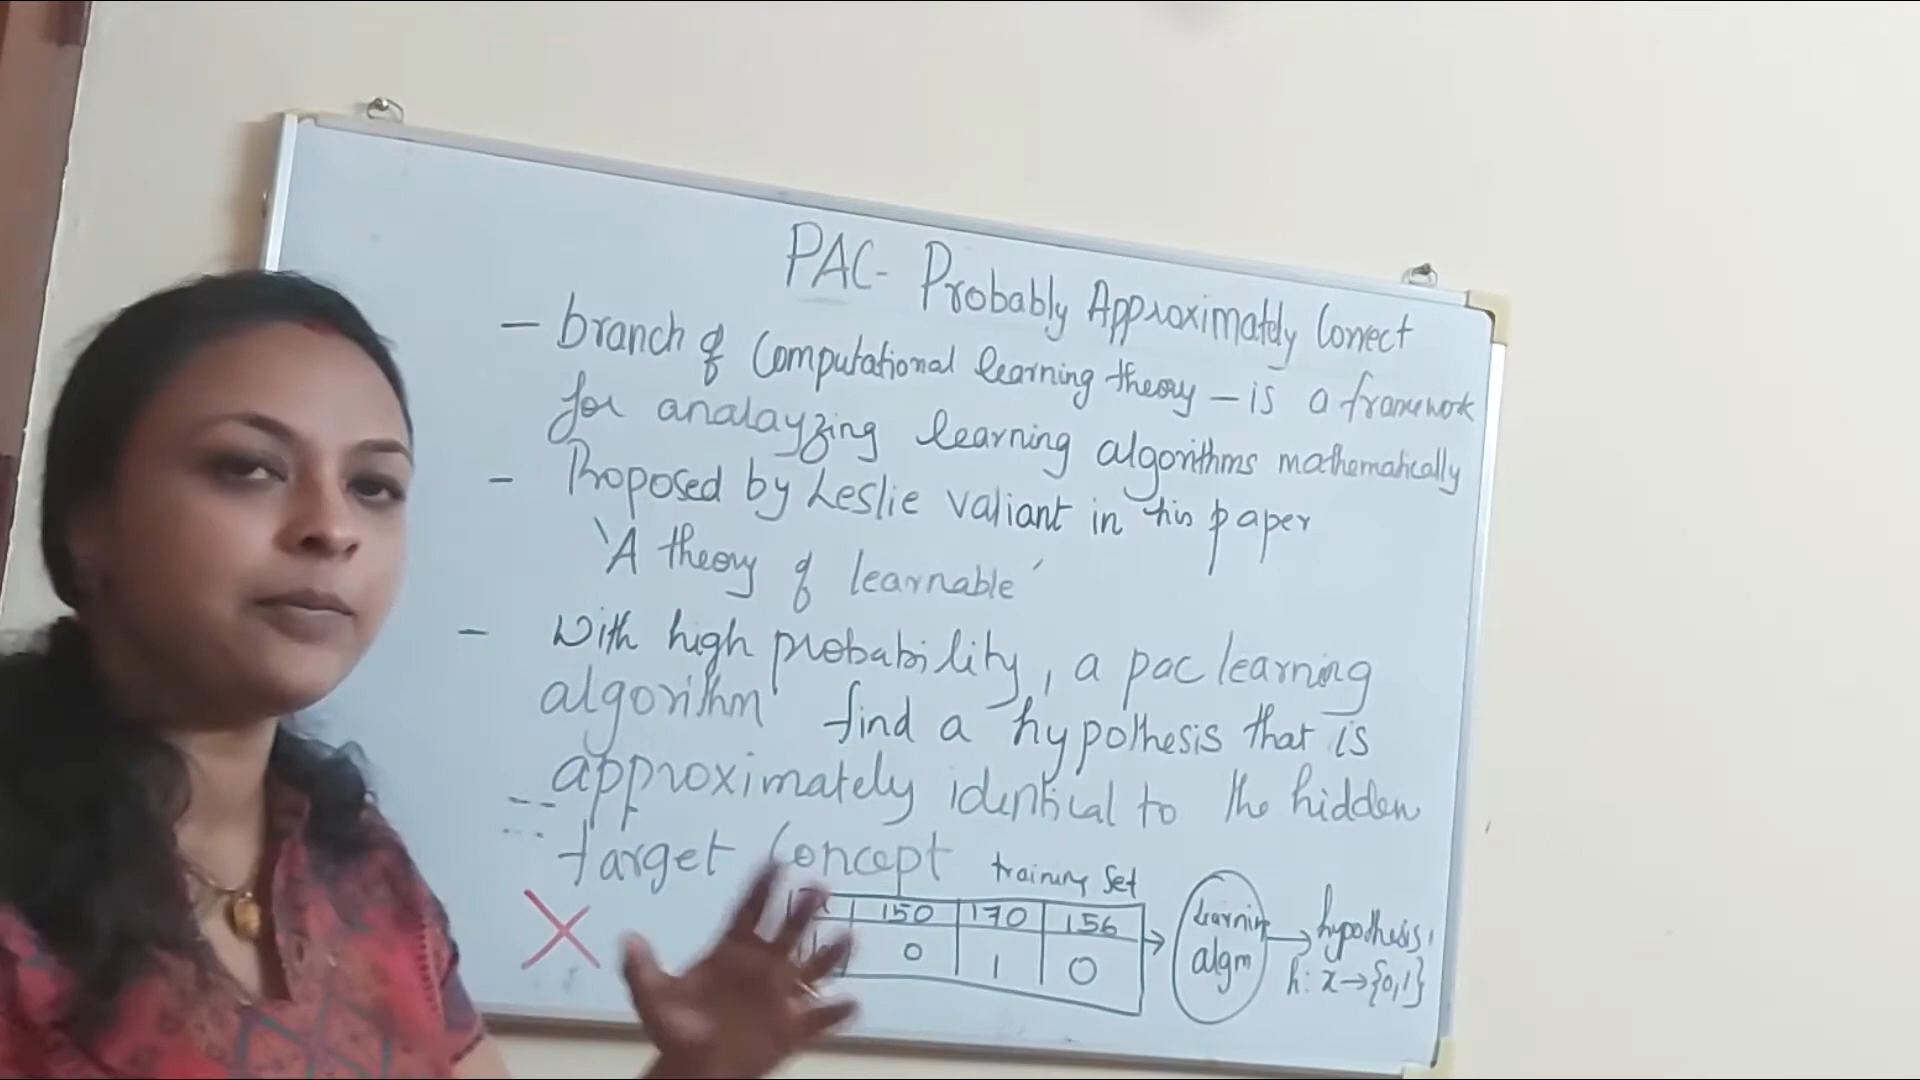 PAC - Probably Approximately Correct
- branch of Computational learning theory - is a framework
for analayzing learning algorithms mathematically
- Proposed by Leslie Valiant in his paper
'A theory of learnable'
- With high probability, a pac learning
algorithm find a hypothesis that is
approximately identical to the hidden
target Concept
training Set
150 170 156
0 1 0
learning
algm
hypothesis:
h: x→{0,1}